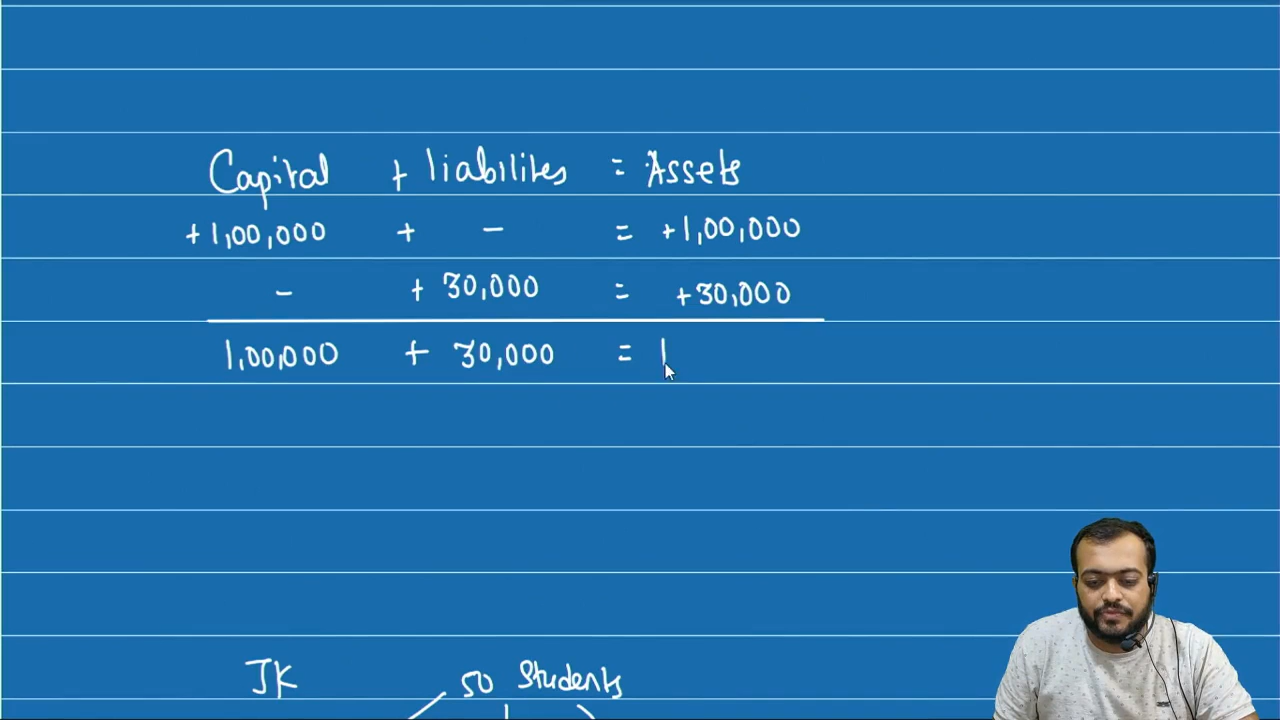 Capital + liabilites = Assets
+1,00,000 + - = +1,00,000
- + 30,000 = +30,000
1,00,000 + 30,000 = 1
JK 50 Students